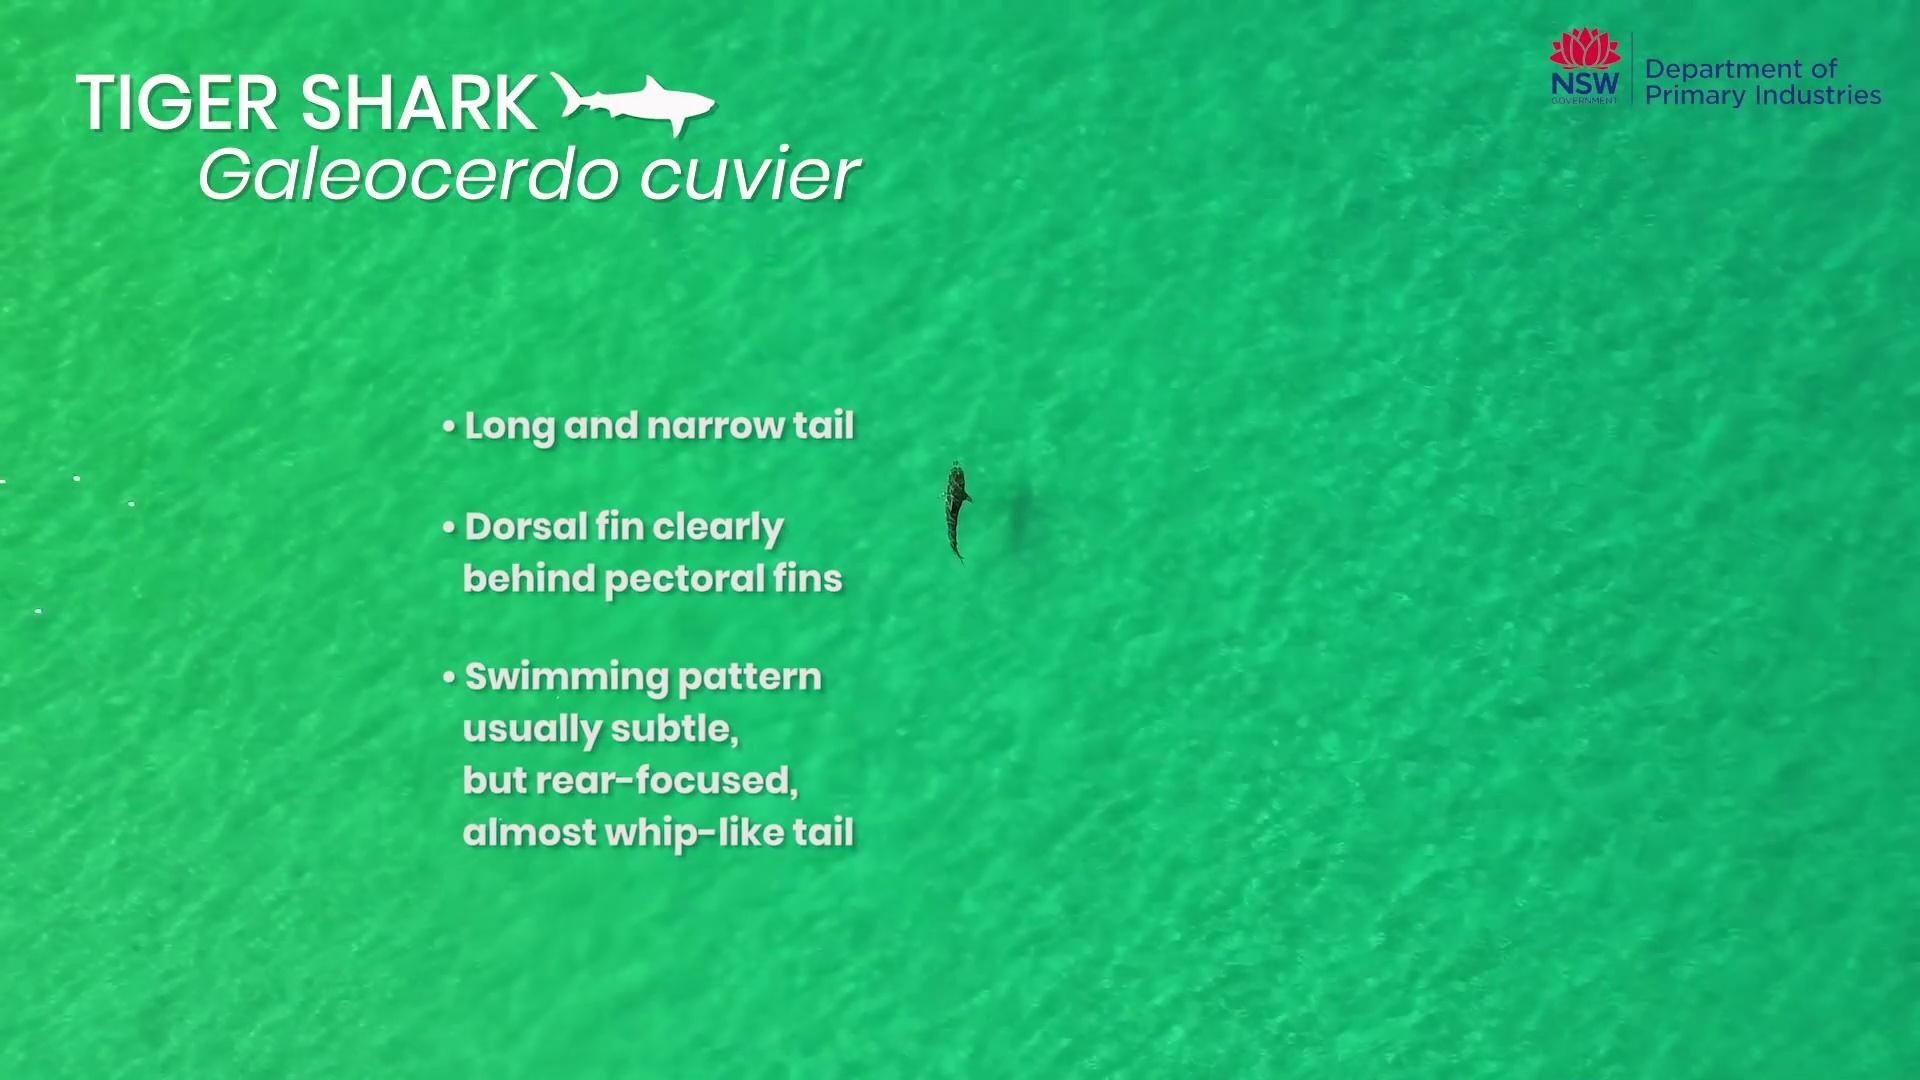 TIGER SHARK
Galeocerdo cuvier
NSW
GOVERNMENT
Department of
Primary Industries
• Long and narrow tail
• Dorsal fin clearly
behind pectoral fins
• Swimming pattern
usually subtle,
but rear-focused,
almost whip-like tail